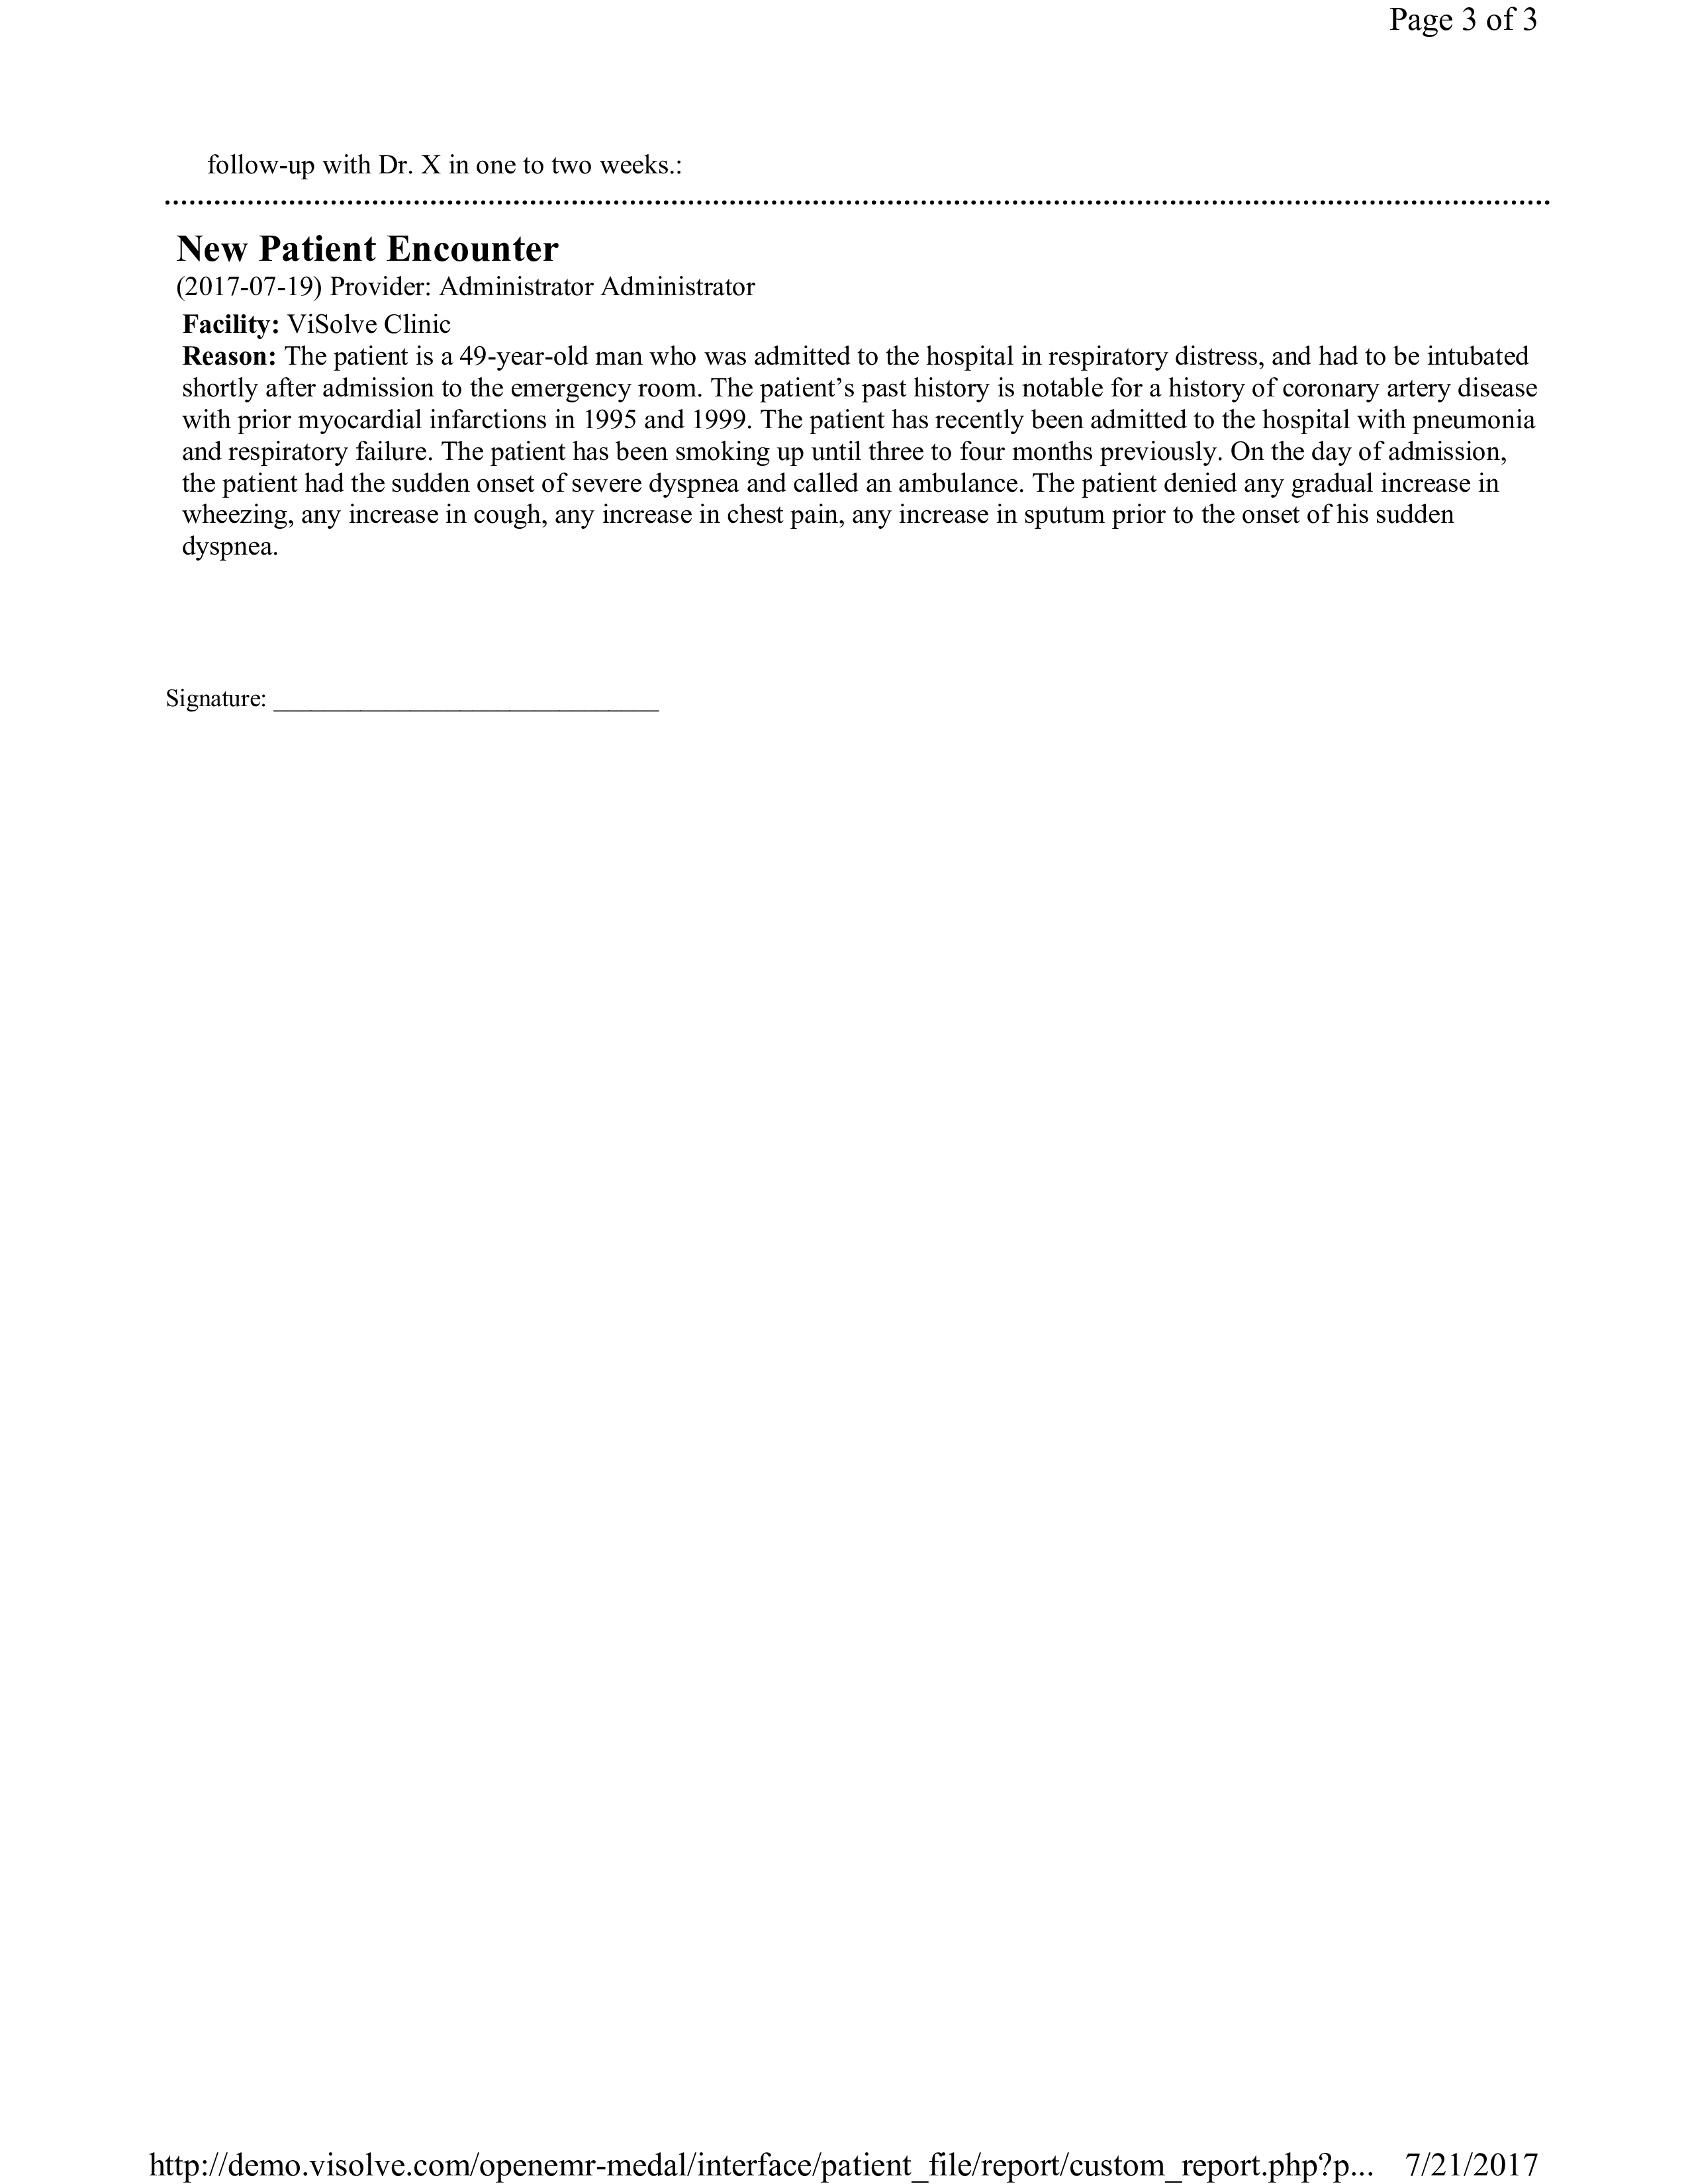 Page 3 of 3
follow-up with Dr. X in one to two weeks.:
New Patient Encounter
(2017-07-19) Provider: Administrator Administrator
Facility: ViSolve Clinic
Reason: The patient is a 49-year-old man who was admitted to the hospital in respiratory distress, and had to be intubated
shortly after admission to the emergency room. The patient’s past history is notable for a history of coronary artery disease
with prior myocardial infarctions in 1995 and 1999. The patient has recently been admitted to the hospital with pneumonia
and respiratory failure. The patient has been smoking up until three to four months previously. On the day of admission,
the patient had the sudden onset of severe dyspnea and called an ambulance. The patient denied any gradual increase in
wheezing, any increase in cough, any increase in chest pain, any increase in sputum prior to the onset of his sudden
dyspnea.
Signature: ______________________________
http://demo.visolve.com/openemr-medal/interface/patient_file/report/custom_report.php?p... 7/21/2017